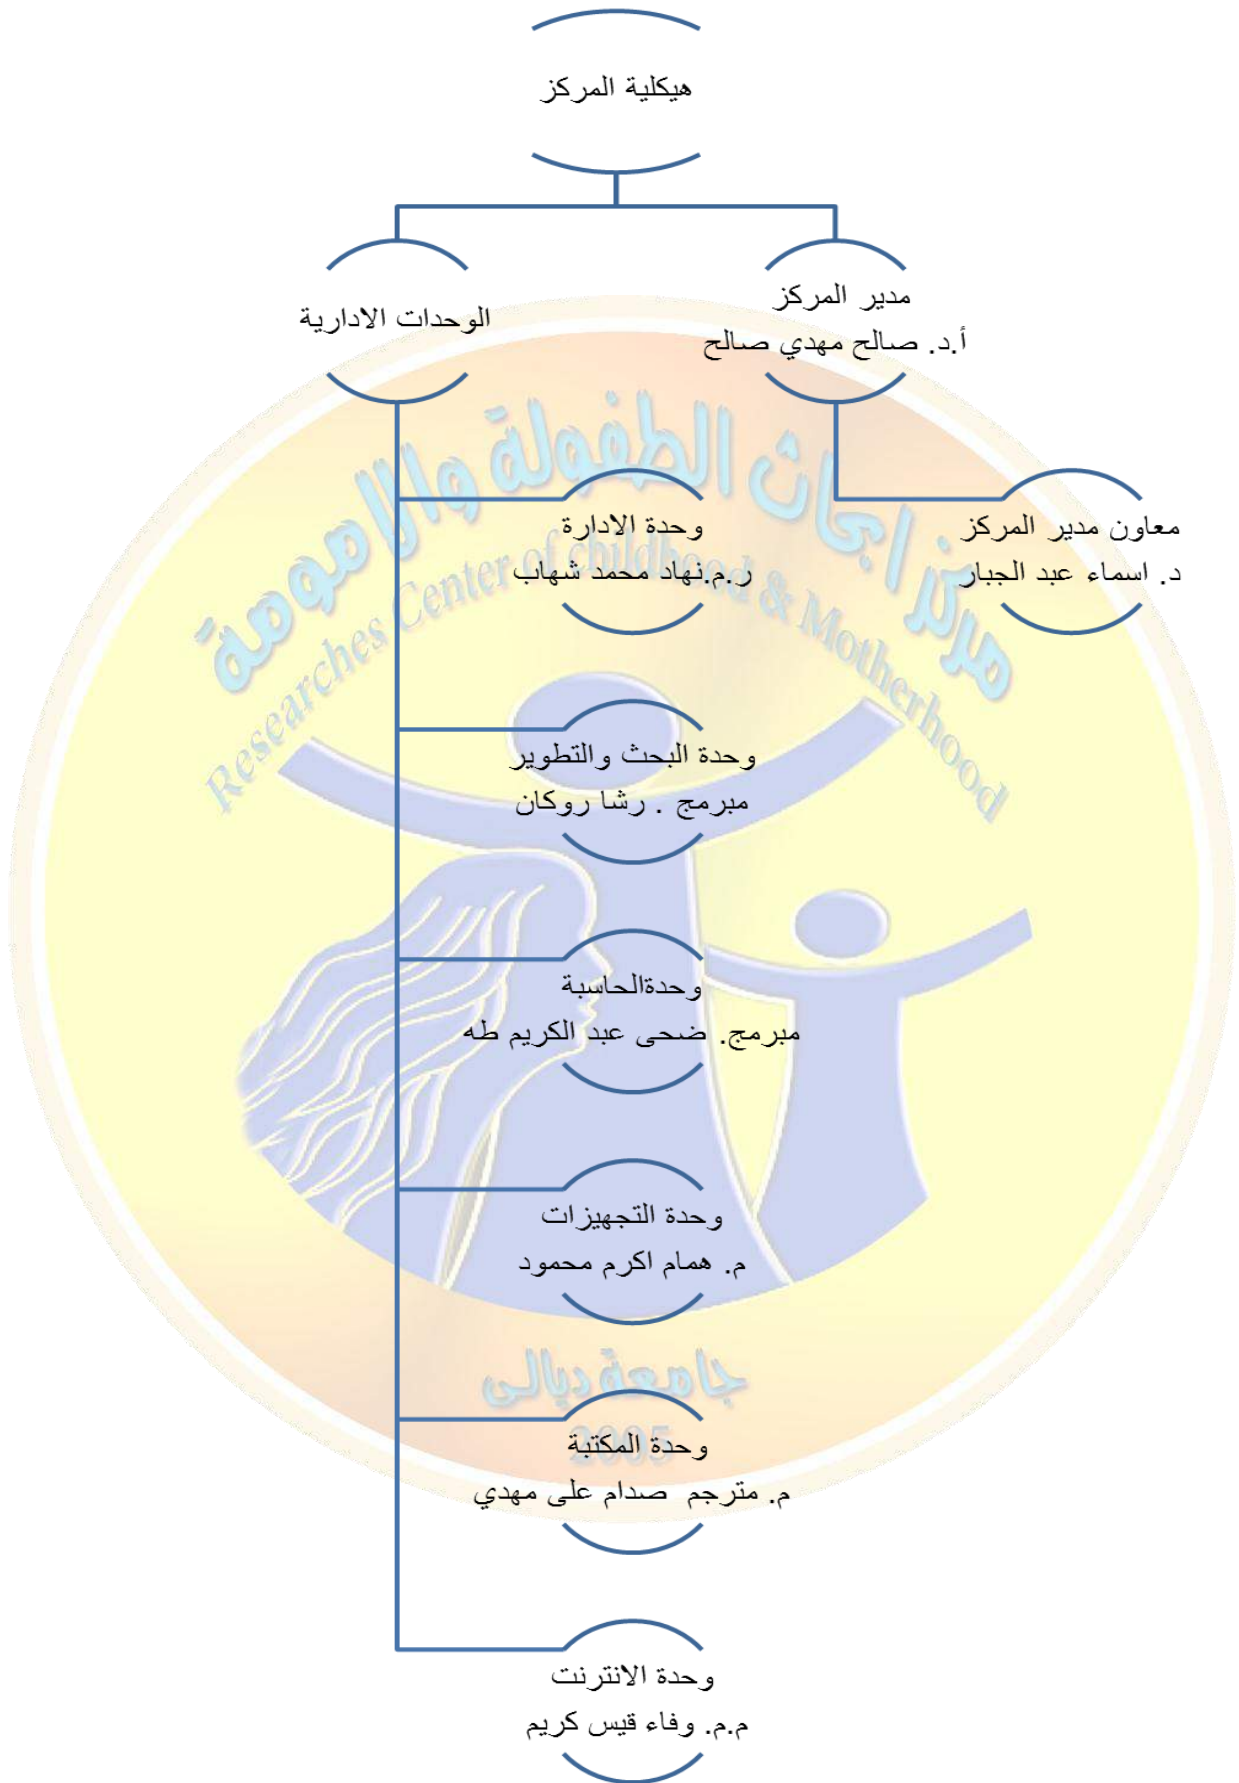 هيكلية المركز
مدير المركز
أ.د. صالح مهدي صالح
الوحدات الادارية
معاون مدير المركز
د. اسماء عبد الجبار
وحدة الادارة
ر.م.نهاد محمد شهاب
وحدة البحث والتطوير
مبرمج . رشا روكان
وحدةالحاسبة
مبرمج. ضحى عبد الكريم طه
وحدة التجهيزات
م. همام اكرم محمود
وحدة المكتبة
م. مترجم صدام على مهدي
وحدة الانترنت
م.م. وفاء قيس كريم
مركز ابحاث الطفولة والامومة
Researches Center of childhood & Motherhood
جامعة ديالى
2005